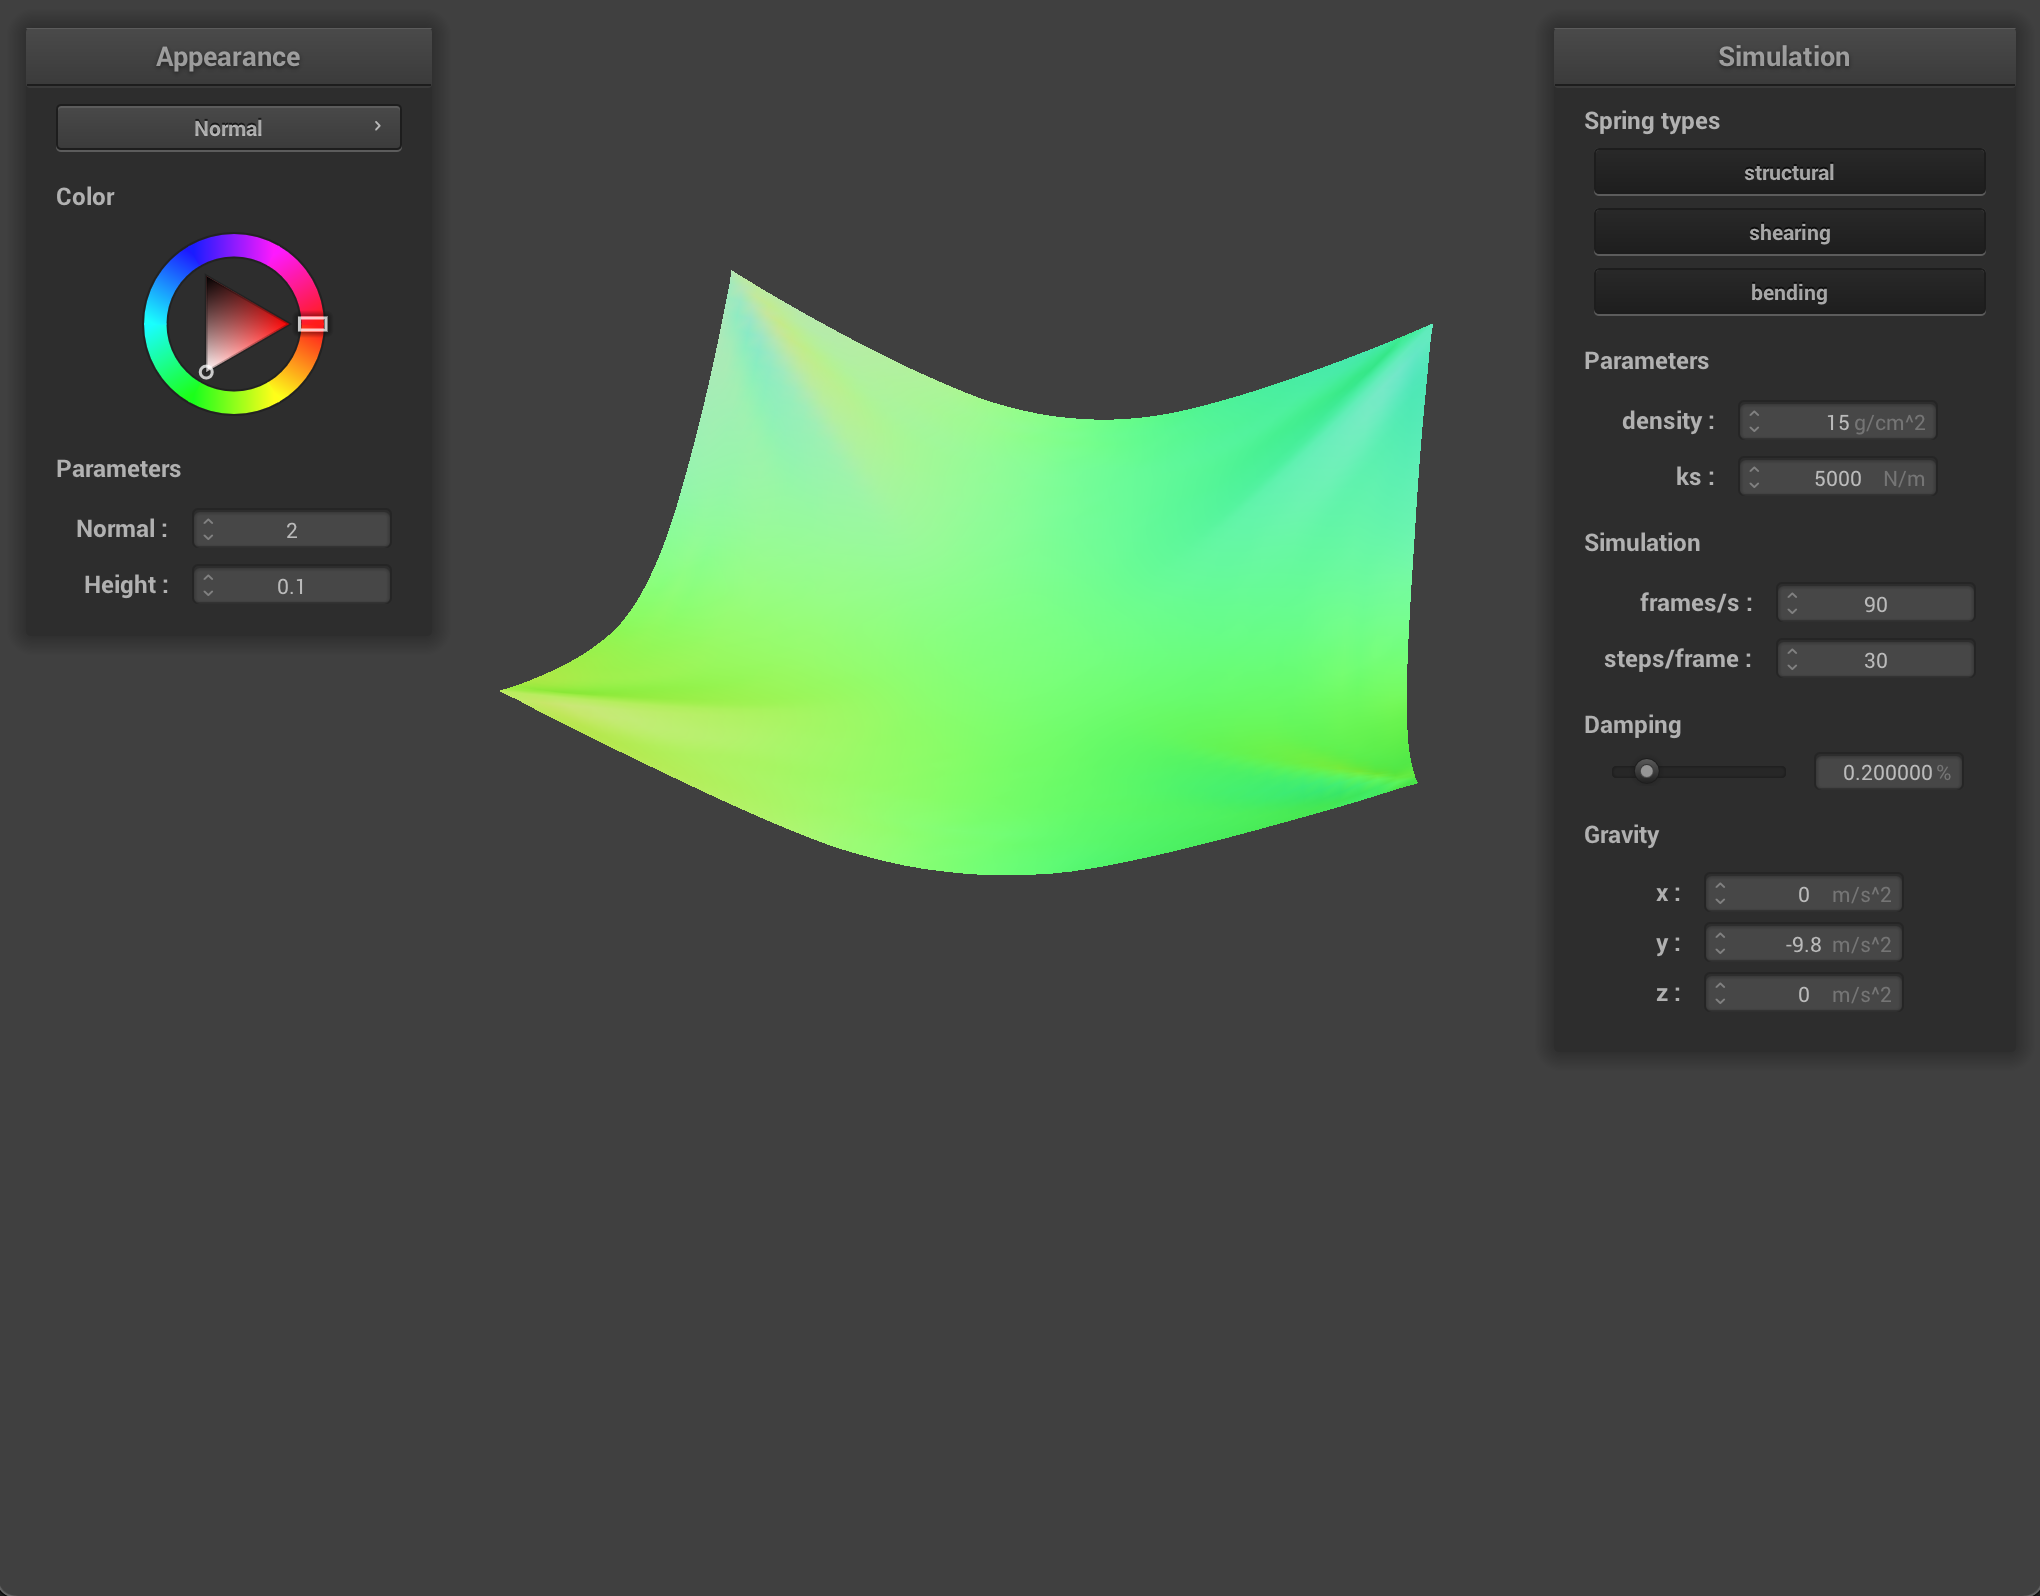 Appearance
Normal
Color
Parameters
Normal : 2
Height : 0.1
Simulation
Spring types
structural
shearing
bending
Parameters
density : 15 g/cm^2
ks : 5000 N/m
Simulation
frames/s : 90
steps/frame : 30
Damping
0.200000 %
Gravity
x : 0 m/s^2
y : -9.8 m/s^2
z : 0 m/s^2